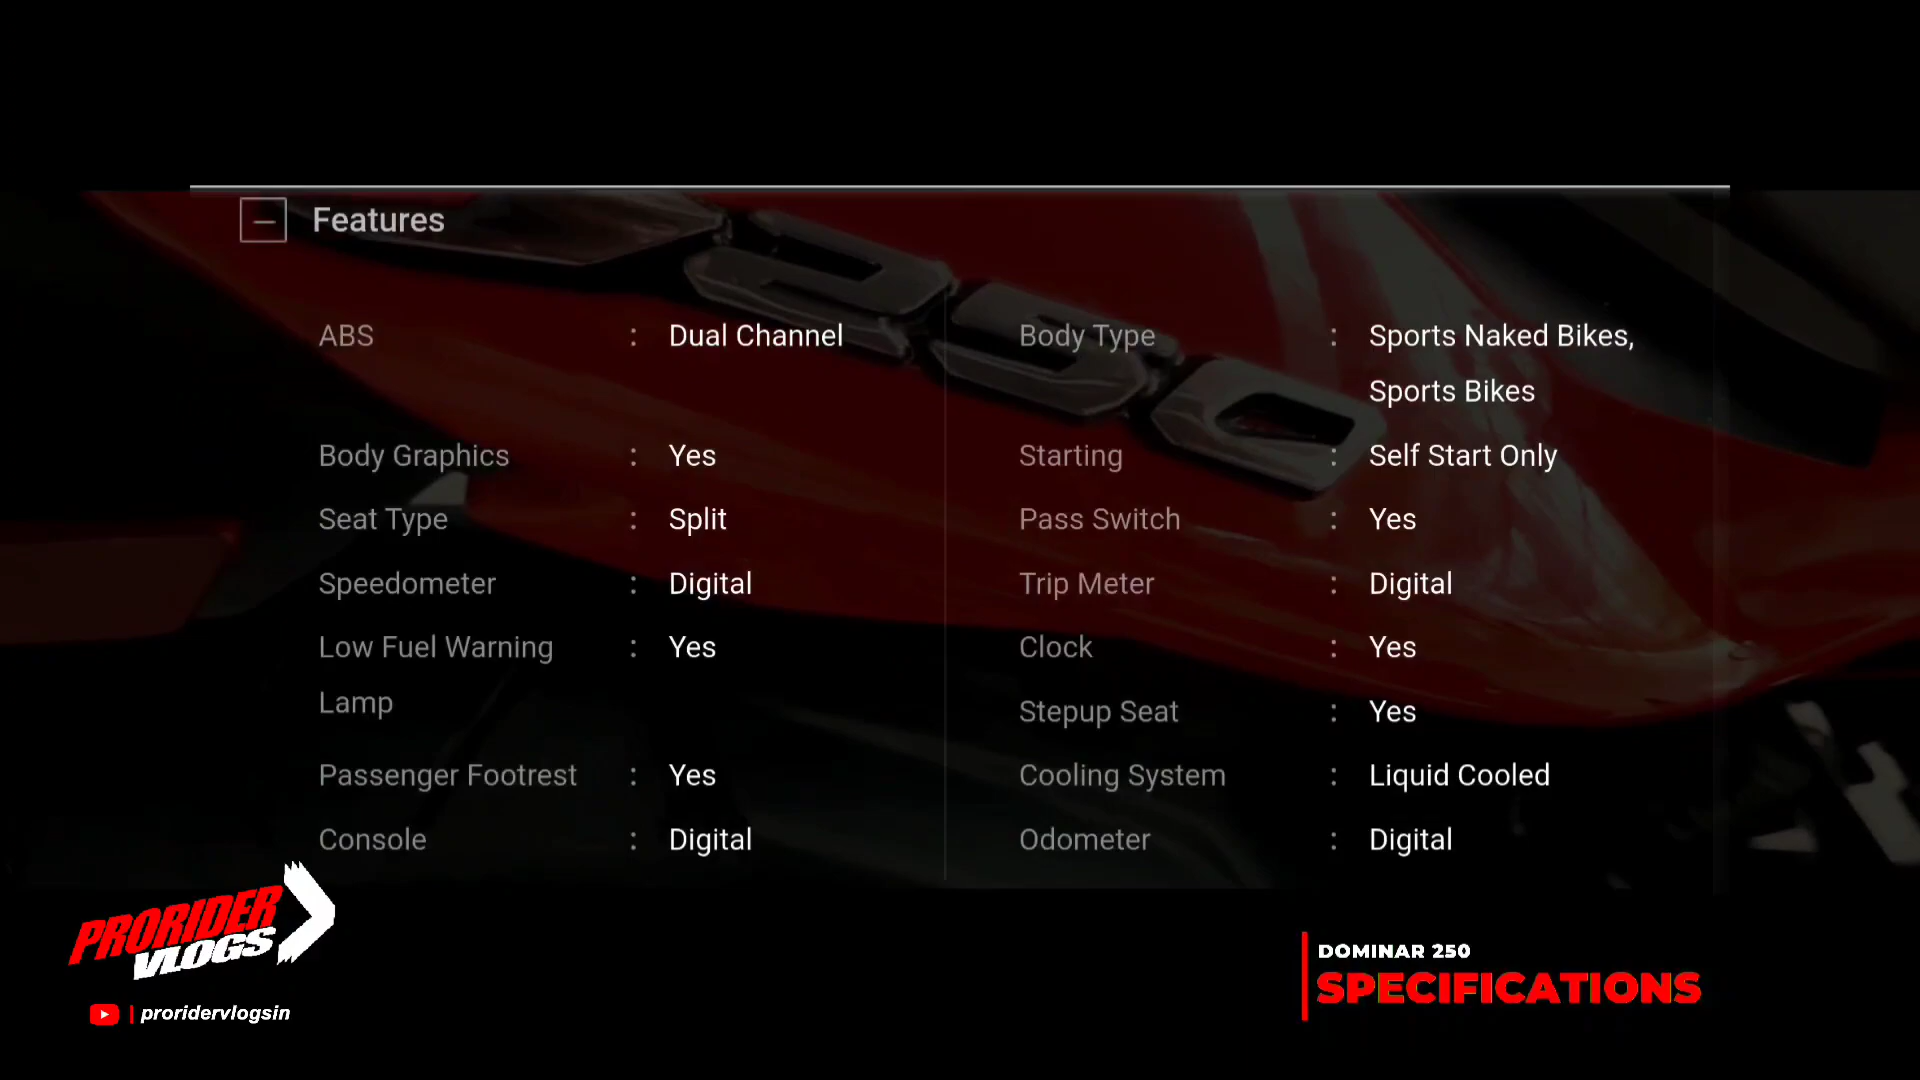 Features
ABS : Dual Channel
Body Type : Sports Naked Bikes,
Sports Bikes
Body Graphics : Yes
Starting : Self Start Only
Seat Type : Split
Pass Switch : Yes
Speedometer : Digital
Trip Meter : Digital
Low Fuel Warning : Yes
Lamp
Clock : Yes
Stepup Seat : Yes
Passenger Footrest : Yes
Cooling System : Liquid Cooled
Console : Digital
Odometer : Digital
250
PRORIDER
VLOGS
proridervlogsin
DOMINAR 250
SPECIFICATIONS